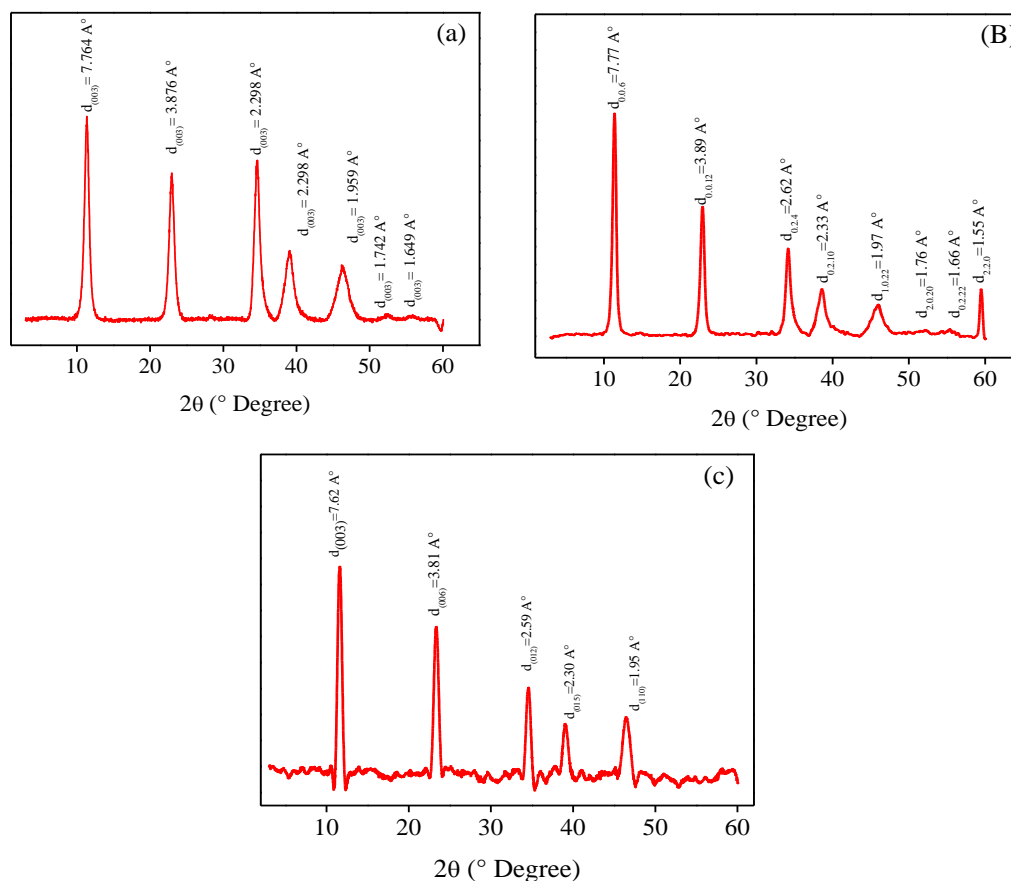 (a)
d(003)= 7.764 A°
d(003)= 3.876 A°
d(003)= 2.298 A°
d(003)= 2.298 A°
d(003)= 1.959 A°
d(003)= 1.742 A°
d(003)= 1.649 A°
10 20 30 40 50 60
2θ (° Degree)
(B)
d0.0.6=7.77 A°
d0.0.12=3.89 A°
d0.2.4=2.62 A°
d0.2.10=2.33 A°
d1.0.22=1.97 A°
d2.0.20=1.76 A°
d0.2.22=1.66 A°
d2.2.0=1.55 A°
10 20 30 40 50 60
2θ (° Degree)
(c)
d(003)=7.62 A°
d(006)=3.81 A°
d(012)=2.59 A°
d(015)=2.30 A°
d(110)=1.95 A°
10 20 30 40 50 60
2θ (° Degree)